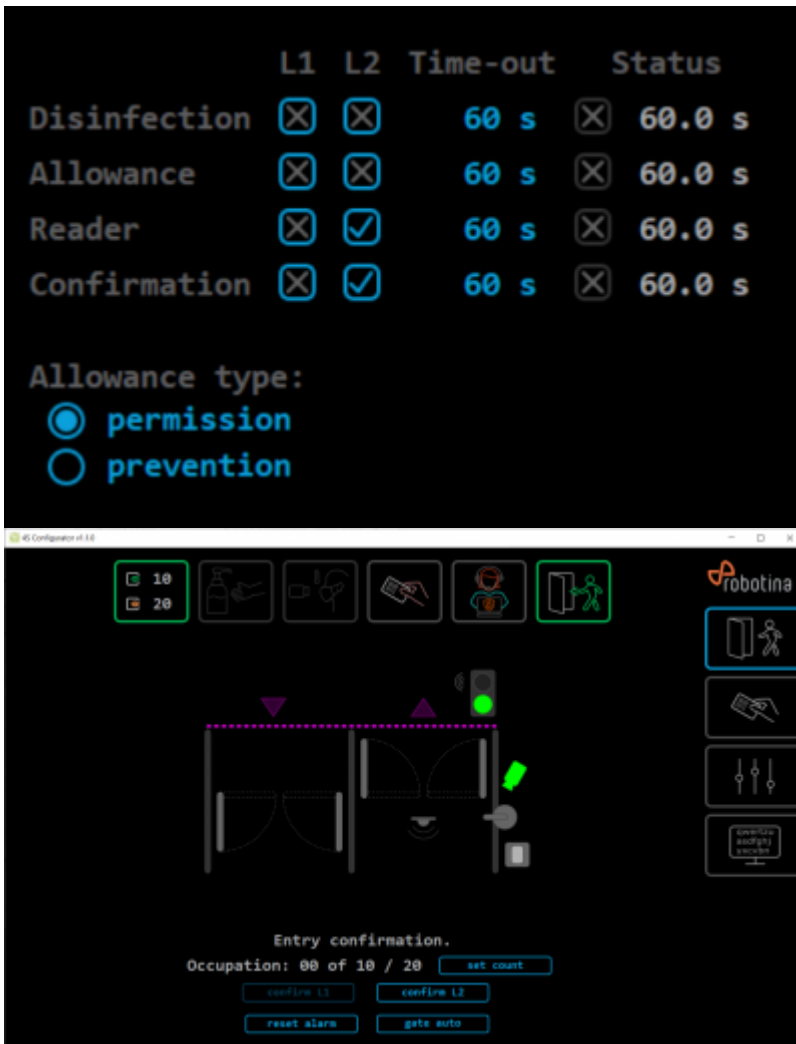 L1 L2 Time-out Status
Disinfection 60 s 60.0 s
Allowance 60 s 60.0 s
Reader 60 s 60.0 s
Confirmation 60 s 60.0 s
Allowance type:
permission
prevention
4S Configurator v1.3.0
10
20
robotina
Entry confirmation.
Occupation: 00 of 10 / 20 set count
confirm L1 confirm L2
reset alarm gate auto